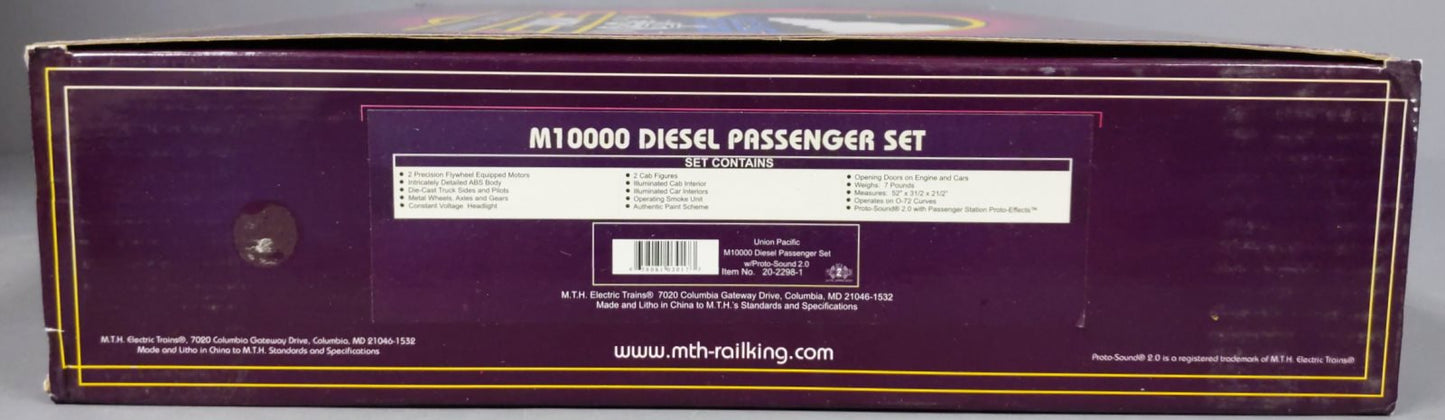 M10000 DIESEL PASSENGER SET
SET CONTAINS
• 2 Precision Flywheel Equipped Motors
• Intricately Detailed ABS Body
• Die-Cast Truck Sides and Pilots
• Metal Wheels, Axles and Gears
• Constant Voltage Headlight
• 2 Cab Figures
• Illuminated Cab Interior
• Illuminated Car Interiors
• Operating Smoke Unit
• Authentic Paint Scheme
• Opening Doors on Engine and Cars
• Weighs: 7 Pounds
• Measures: 52" x 31/2 x 21/2"
• Operates on O-72 Curves
• Proto-Sound® 2.0 with Passenger Station Proto-Effects™
Union Pacific
M10000 Diesel Passenger Set
w/Proto-Sound 2.0
Item No. 20-2298-1
M.T.H. Electric Trains® 7020 Columbia Gateway Drive, Columbia, MD 21046-1532
Made and Litho in China to M.T.H.'s Standards and Specifications
M.T.H. Electric Trains®, 7020 Columbia Gateway Drive, Columbia, MD 21046-1532
Made and Litho in China to M.T.H. Standards and Specifications
www.mth-railking.com
Proto-Sound® 2.0 is a registered trademark of M.T.H. Electric Trains®